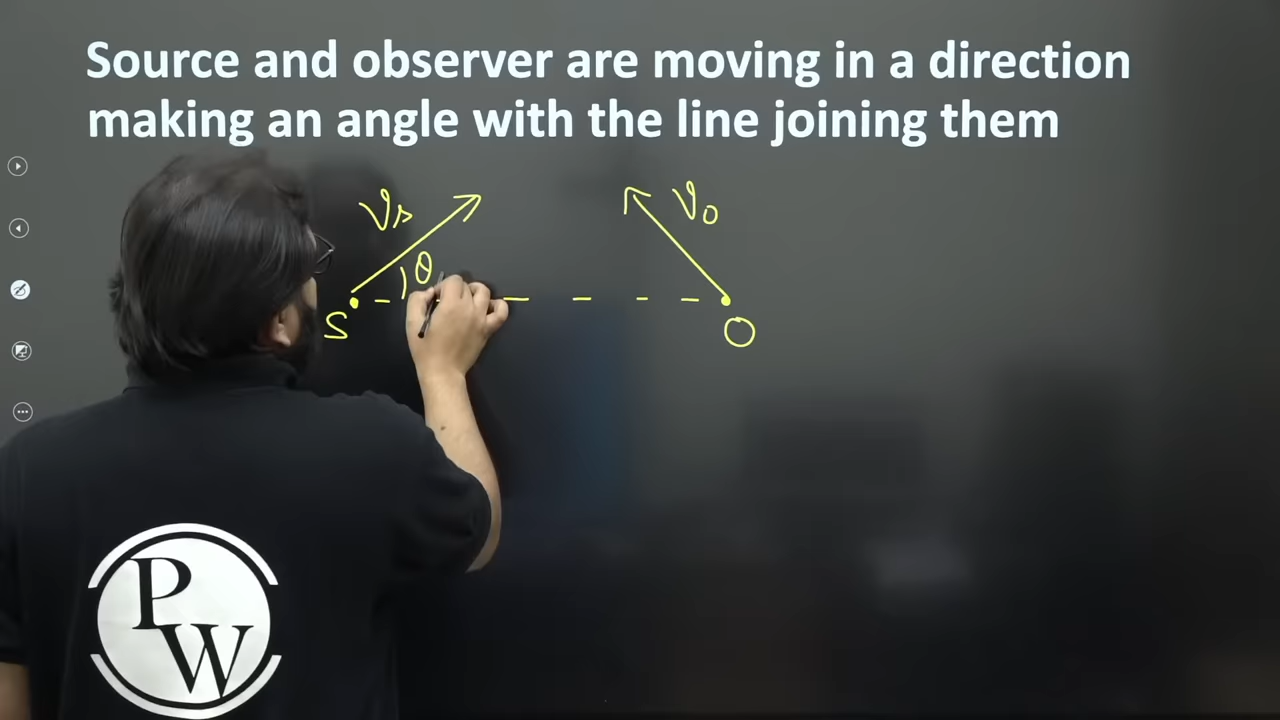 Source and observer are moving in a direction
making an angle with the line joining them
Vs
Vo
θ
S
O
PW